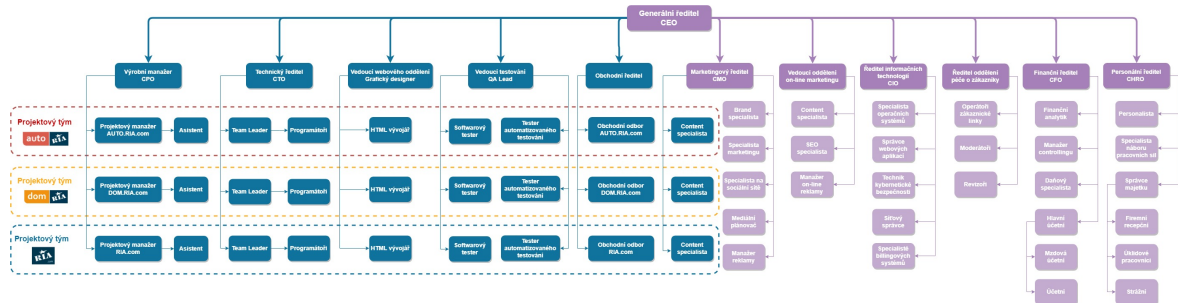 Generální ředitel
CEO
Výrobní manažer
CPO
Technický ředitel
CTO
Vedoucí webového oddělení
Grafický designer
Vedoucí testování
QA Lead
Obchodní ředitel
Marketingový ředitel
CMO
Vedoucí oddělení
on-line marketingu
Ředitel informačních
technologií
CIO
Ředitel oddělení
péče o zákazníky
Finanční ředitel
CFO
Personální ředitel
CHRO
Projektový tým
auto RIA
Projektový manažer
AUTO.RIA.com
Asistent
Team Leader
Programátoři
HTML vývojář
Softwarový
tester
Tester
automatizovaného
testování
Obchodní odbor
AUTO.RIA.com
Content
specialista
Projektový tým
dom RIA
Projektový manažer
DOM.RIA.com
Asistent
Team Leader
Programátoři
HTML vývojář
Softwarový
tester
Tester
automatizovaného
testování
Obchodní odbor
DOM.RIA.com
Content
specialista
Projektový tým
RIA
Projektový manažer
RIA.com
Asistent
Team Leader
Programátoři
HTML vývojář
Softwarový
tester
Tester
automatizovaného
testování
Obchodní odbor
RIA.com
Content
specialista
Brand
specialista
Specialista
marketingu
Specialista na
sociální sítě
Mediální
plánovač
Manažer
reklamy
Content
specialista
SEO
specialista
Manažer
on-line
reklamy
Specialista
operačních
systémů
Správce
webových
aplikací
Technik
kybernetické
bezpečnosti
Síťový
správce
Specialisté
billingových
systémů
Operátoři
zákaznické
linky
Moderátoři
Revizoři
Finanční
analytik
Manažer
controllingu
Daňový
specialista
Hlavní
účetní
Mzdová
účetní
Účetní
Personalista
Specialista
náboru
pracovních sil
Správce
majetku
Firemní
recepční
Úklidové
pracovnici
Strážní